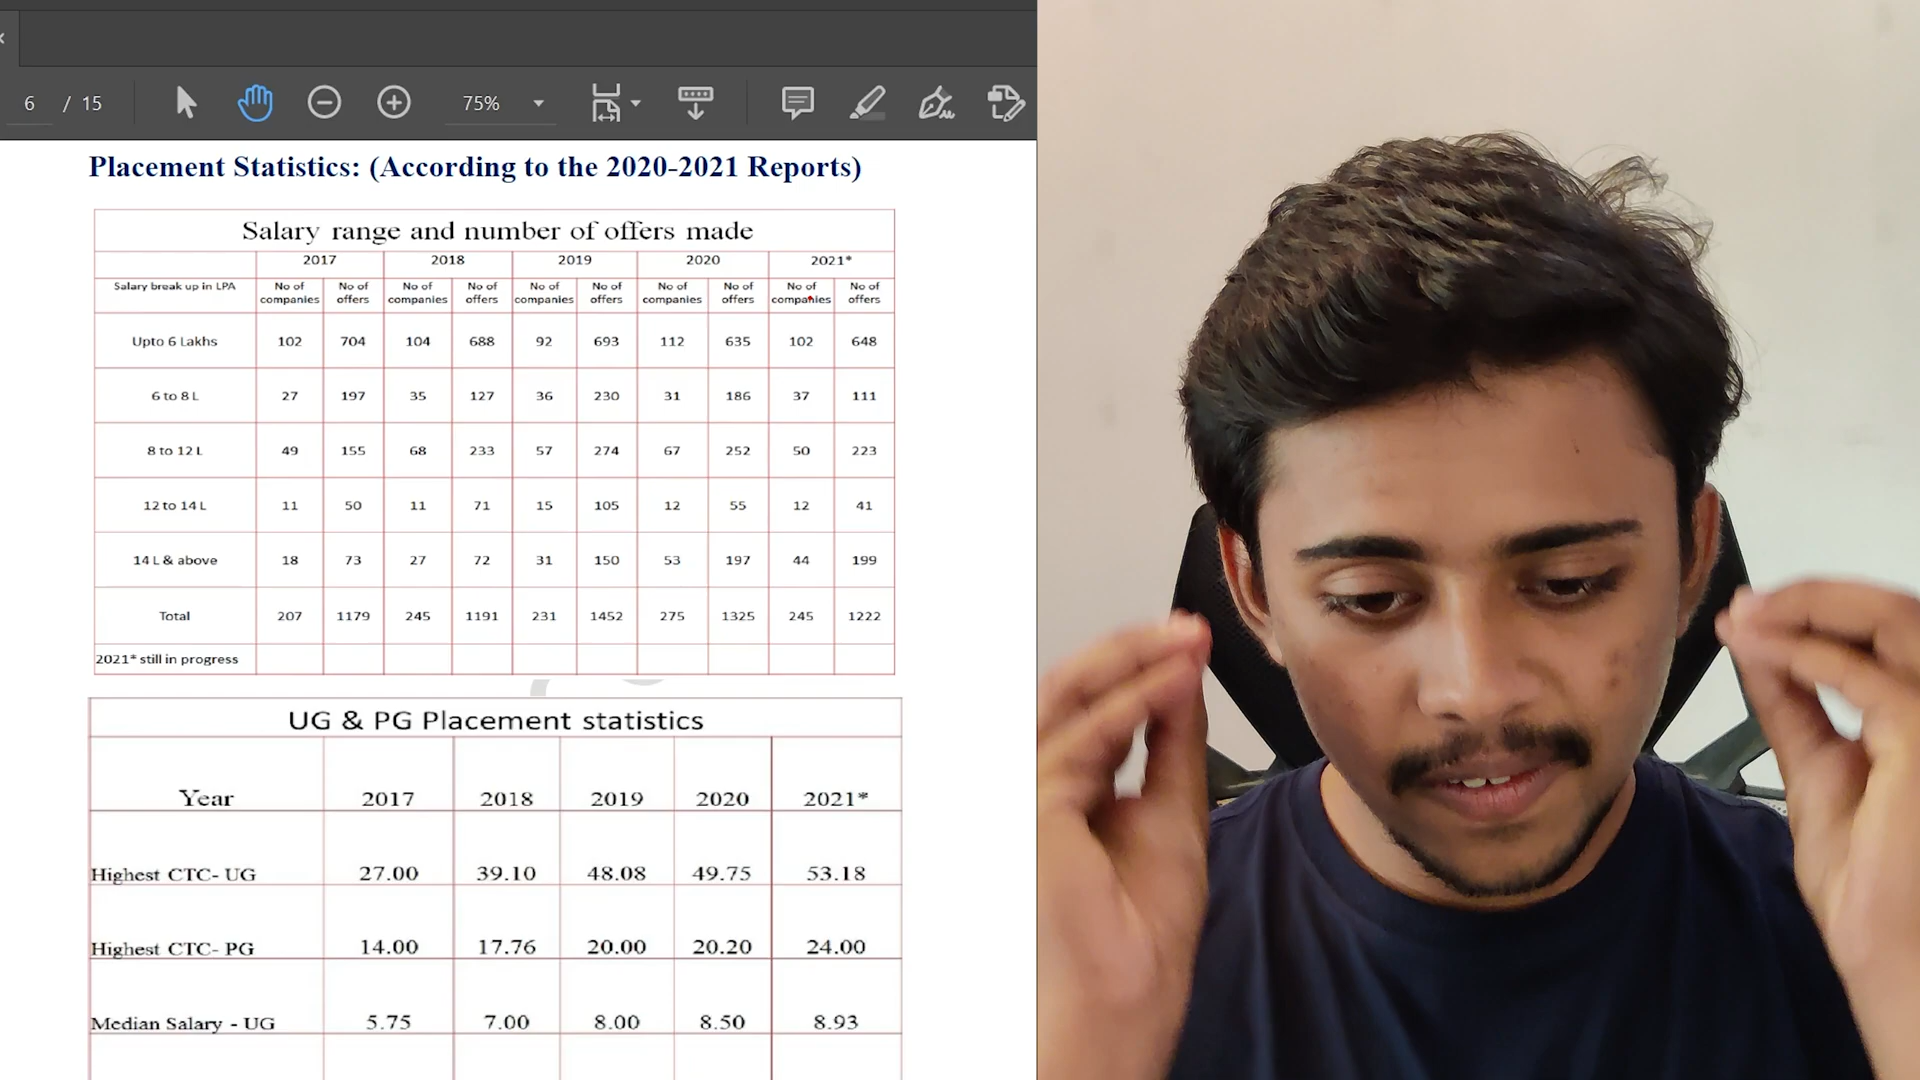 6 / 15 75%
Placement Statistics: (According to the 2020-2021 Reports)
Salary range and number of offers made
2017 2018 2019 2020 2021*
Salary break up in LPA No of companies No of offers No of companies No of offers No of companies No of offers No of companies No of offers No of companies No of offers
Upto 6 Lakhs 102 704 104 688 92 693 112 635 102 648
6 to 8 L 27 197 35 127 36 230 31 186 37 111
8 to 12 L 49 155 68 233 57 274 67 252 50 223
12 to 14 L 11 50 11 71 15 105 12 55 12 41
14 L & above 18 73 27 72 31 150 53 197 44 199
Total 207 1179 245 1191 231 1452 275 1325 245 1222
2021* still in progress
UG & PG Placement statistics
Year 2017 2018 2019 2020 2021*
Highest CTC- UG 27.00 39.10 48.08 49.75 53.18
Highest CTC- PG 14.00 17.76 20.00 20.20 24.00
Median Salary - UG 5.75 7.00 8.00 8.50 8.93